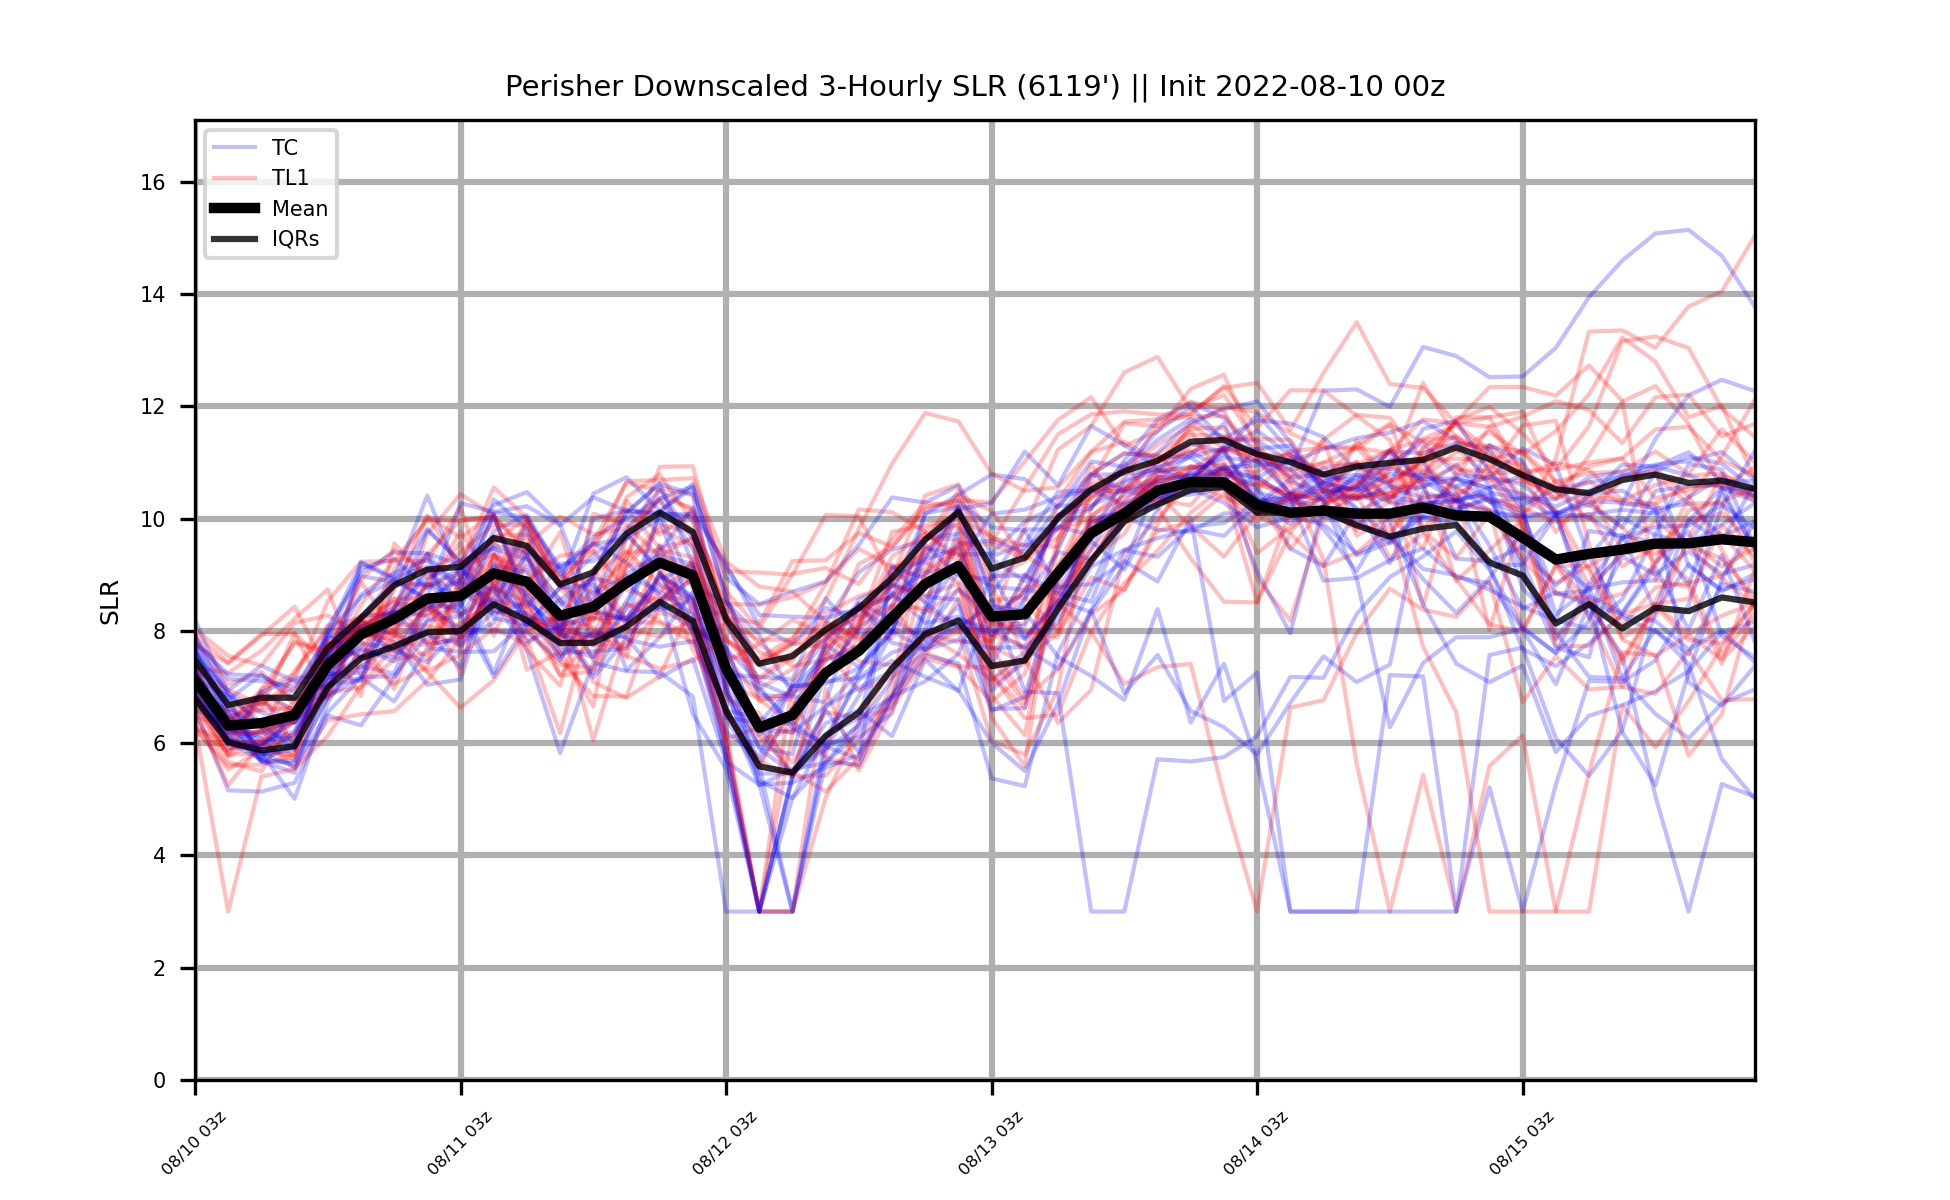 Perisher Downscaled 3-Hourly SLR (6119') || Init 2022-08-10 00z
TC
TL1
Mean
IQRs
SLR
16
14
12
10
8
6
4
2
0
08/10 03z
08/11 03z
08/12 03z
08/13 03z
08/14 03z
08/15 03z